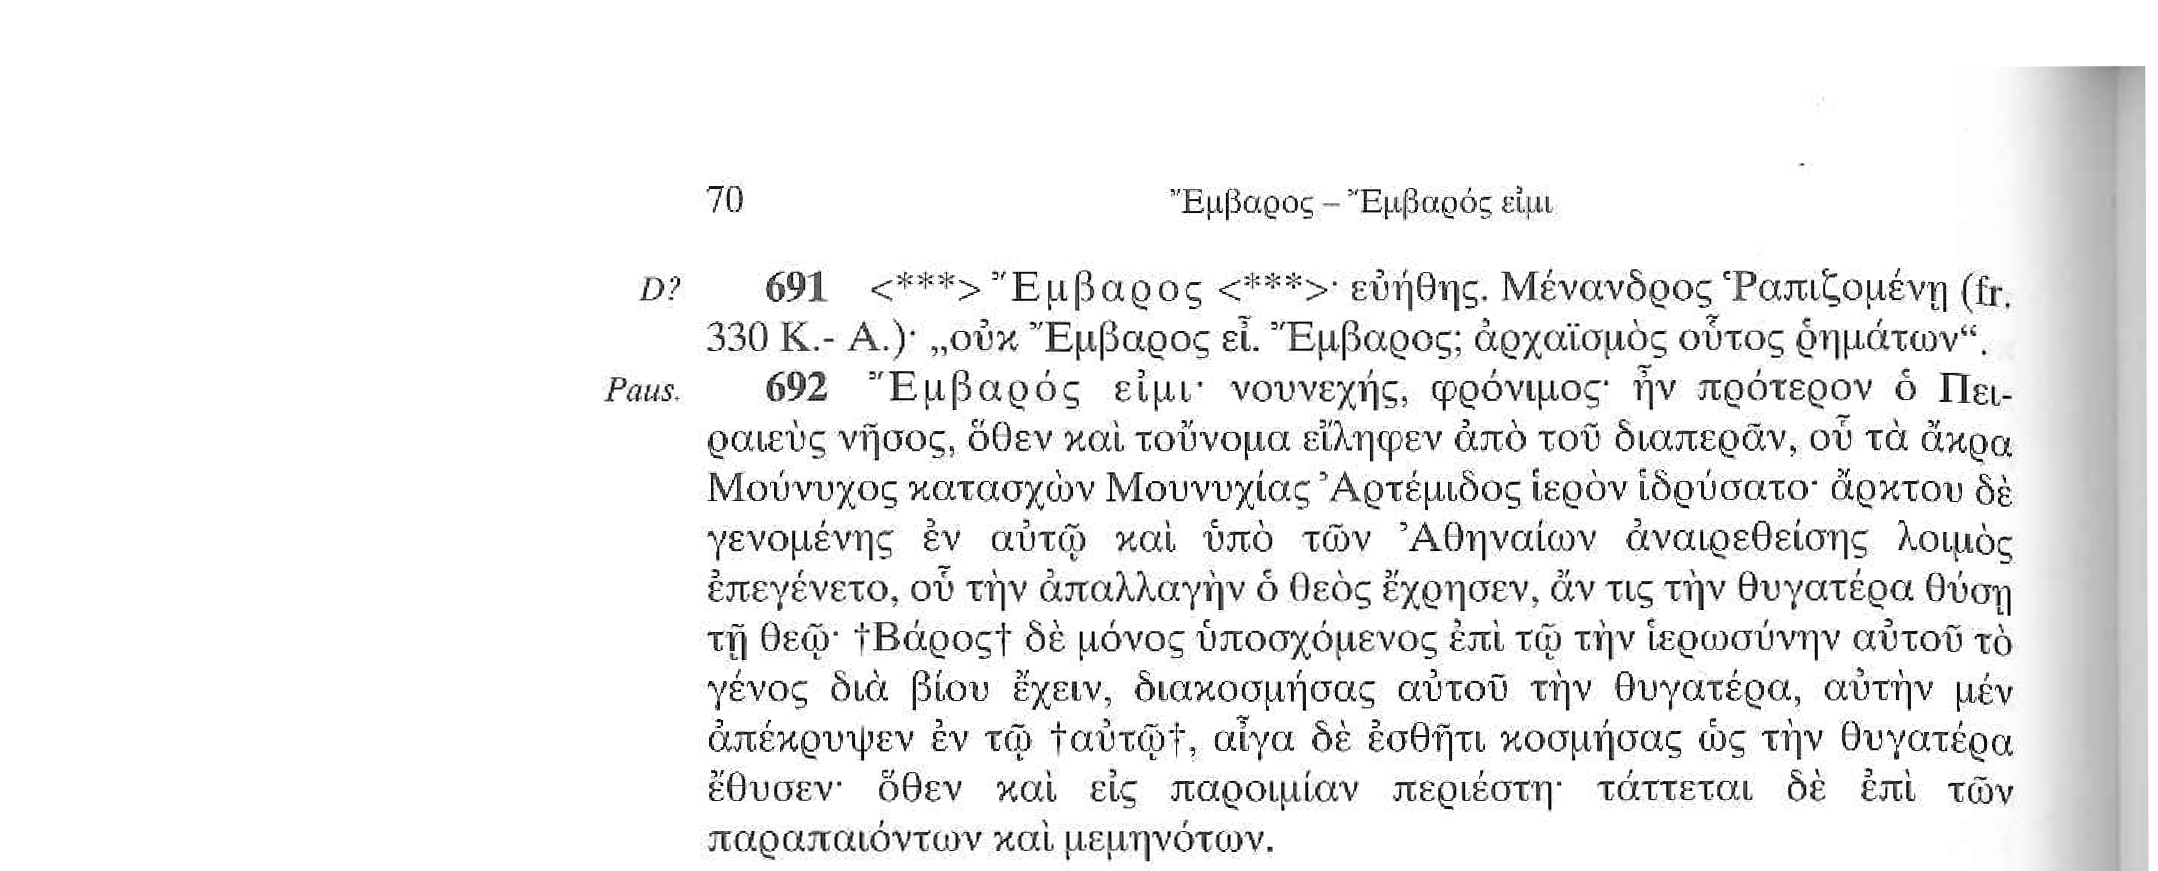 70 Ἔμβαρος – Ἔμβαρός εἰμι
D? 691 <***> Ἔμβαρος <***>· εὐήθης. Μένανδρος Ῥαπιζομένῃ (fr.
330 K.- A.)· „οὐκ Ἔμβαρος εἶ. Ἔμβαρος; ἀρχαϊσμὸς οὗτος ῥημάτων“.
Paus. 692 Ἔμβαρός εἰμι· νουνεχής, φρόνιμος· ἦν πρότερον ὁ Πει-
ραιεὺς νῆσος, ὅθεν καὶ τοὔνομα εἴληφεν ἀπὸ τοῦ διαπερᾶν, οὗ τὰ ἄκρα
Μούνυχος κατασχὼν Μουνυχίας Ἀρτέμιδος ἱερὸν ἱδρύσατο· ἄρκτου δὲ
γενομένης ἐν αὐτῷ καὶ ὑπὸ τῶν Ἀθηναίων ἀναιρεθείσης λοιμὸς
ἐπεγένετο, οὗ τὴν ἀπαλλαγὴν ὁ θεὸς ἔχρησεν, ἄν τις τὴν θυγατέρα θύσῃ
τῇ θεῷ· †Βάρος† δὲ μόνος ὑποσχόμενος ἐπὶ τῷ τὴν ἱερωσύνην αὐτοῦ τὸ
γένος διὰ βίου ἔχειν, διακοσμήσας αὐτοῦ τὴν θυγατέρα, αὐτὴν μέν
ἀπέκρυψεν ἐν τῷ †αὐτῷ†, αἶγα δὲ ἐσθῆτι κοσμήσας ὡς τὴν θυγατέρα
ἔθυσεν· ὅθεν καὶ εἰς παροιμίαν περιέστη· τάττεται δὲ ἐπὶ τῶν
παραπαιόντων καὶ μεμηνότων.